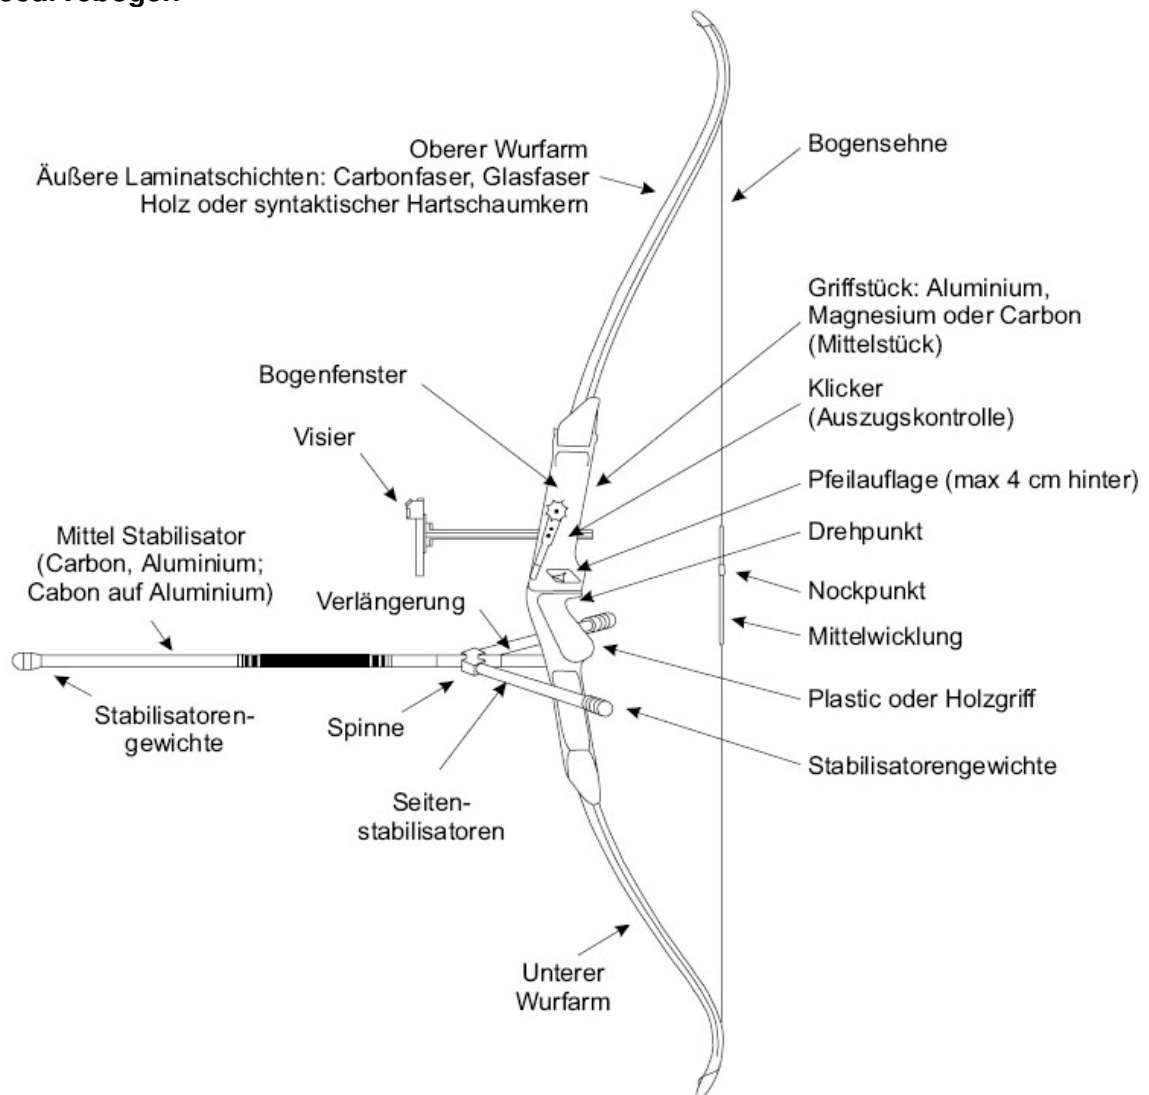 Oberer Wurfarm
Äußere Laminatschichten: Carbonfaser, Glasfaser
Holz oder syntaktischer Hartschaumkern
Bogensehne
Griffstück: Aluminium,
Magnesium oder Carbon
(Mittelstück)
Bogenfenster
Klicker
(Auszugskontrolle)
Visier
Pfeilauflage (max 4 cm hinter)
Mittel Stabilisator
(Carbon, Aluminium;
Cabon auf Aluminium)
Drehpunkt
Verlängerung
Nockpunkt
Mittelwicklung
Stabilisatoren-
gewichte
Spinne
Plastic oder Holzgriff
Stabilisatorengewichte
Seiten-
stabilisatoren
Unterer
Wurfarm